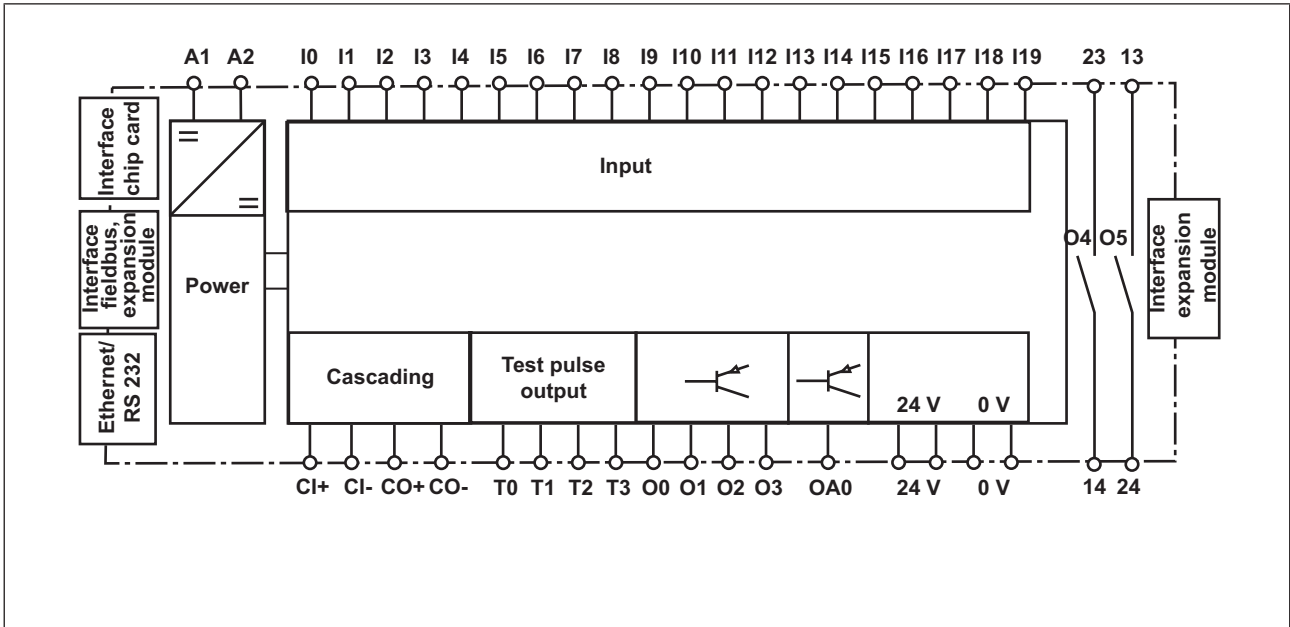 A1 A2 I0 I1 I2 I3 I4 I5 I6 I7 I8 I9 I10 I11 I12 I13 I14 I15 I16 I17 I18 I19 23 13
Interface
chip card
Interface
fieldbus,
expansion
module
Ethernet/
RS 232
Power
Input
O4 O5
Interface
expansion
module
Cascading
Test pulse
output
24 V 0 V
CI+ CI- CO+ CO- T0 T1 T2 T3 O0 O1 O2 O3 OA0 24 V 0 V 14 24